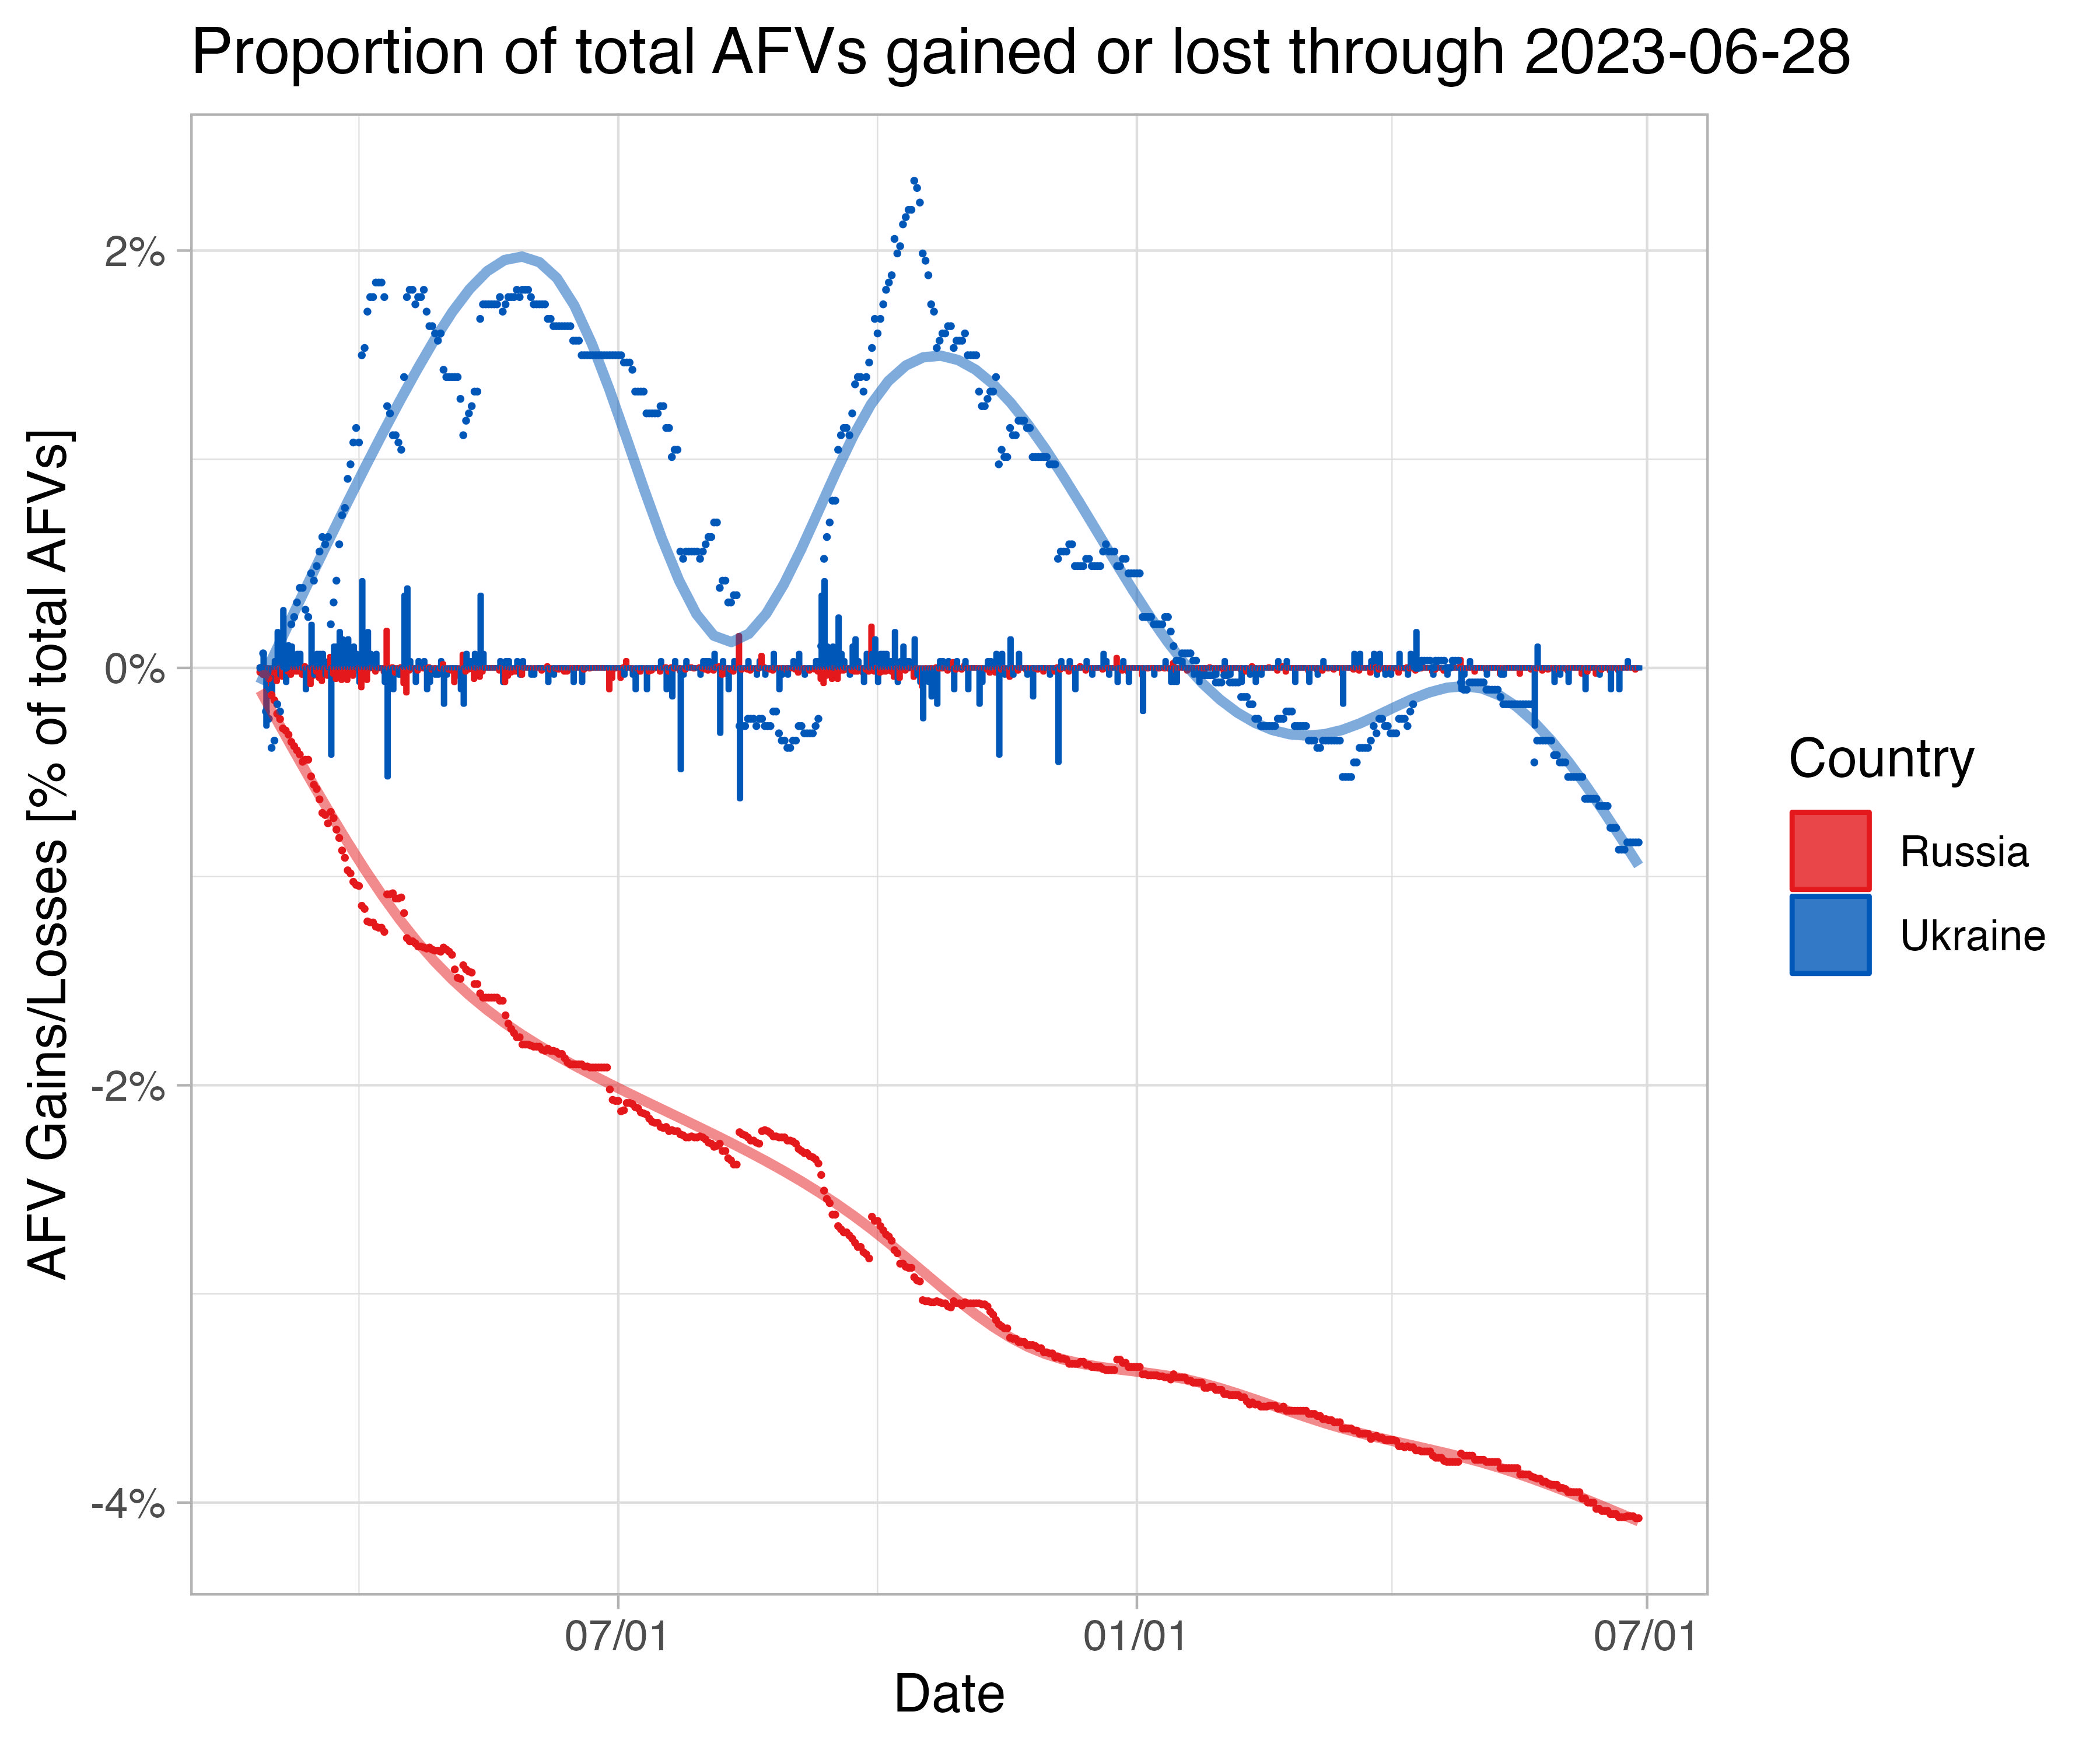 Proportion of total AFVs gained or lost through 2023-06-28
AFV Gains/Losses [% of total AFVs]
2%
0%
-2%
-4%
07/01
01/01
07/01
Date
Country
Russia
Ukraine